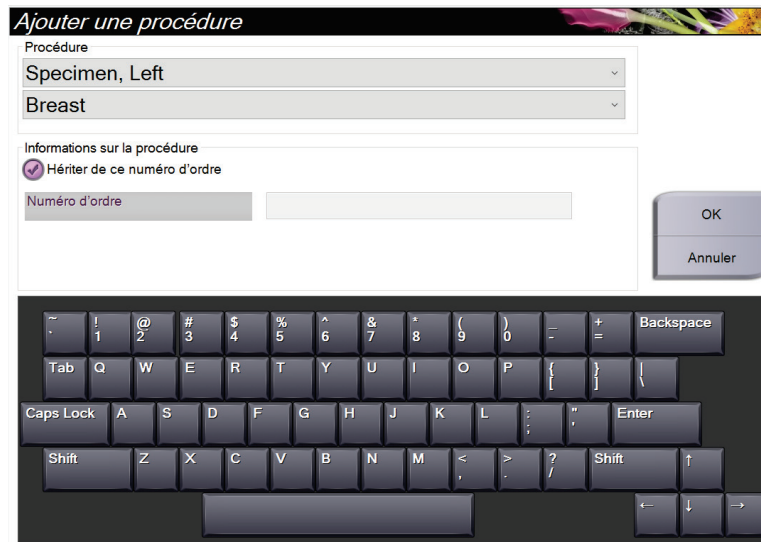 Ajouter une procédure
Procédure
Specimen, Left
Breast
Informations sur la procédure
Hériter de ce numéro d'ordre
Numéro d'ordre
OK
Annuler
~ ! @ # $ % ^ & * ( ) _ + Backspace
` 1 2 3 4 5 6 7 8 9 0 - =
Tab Q W E R T Y U I O P { } |
[ ] \
Caps Lock A S D F G H J K L : " Enter
; '
Shift Z X C V B N M < > ? Shift ↑
, . /
← ↓ →